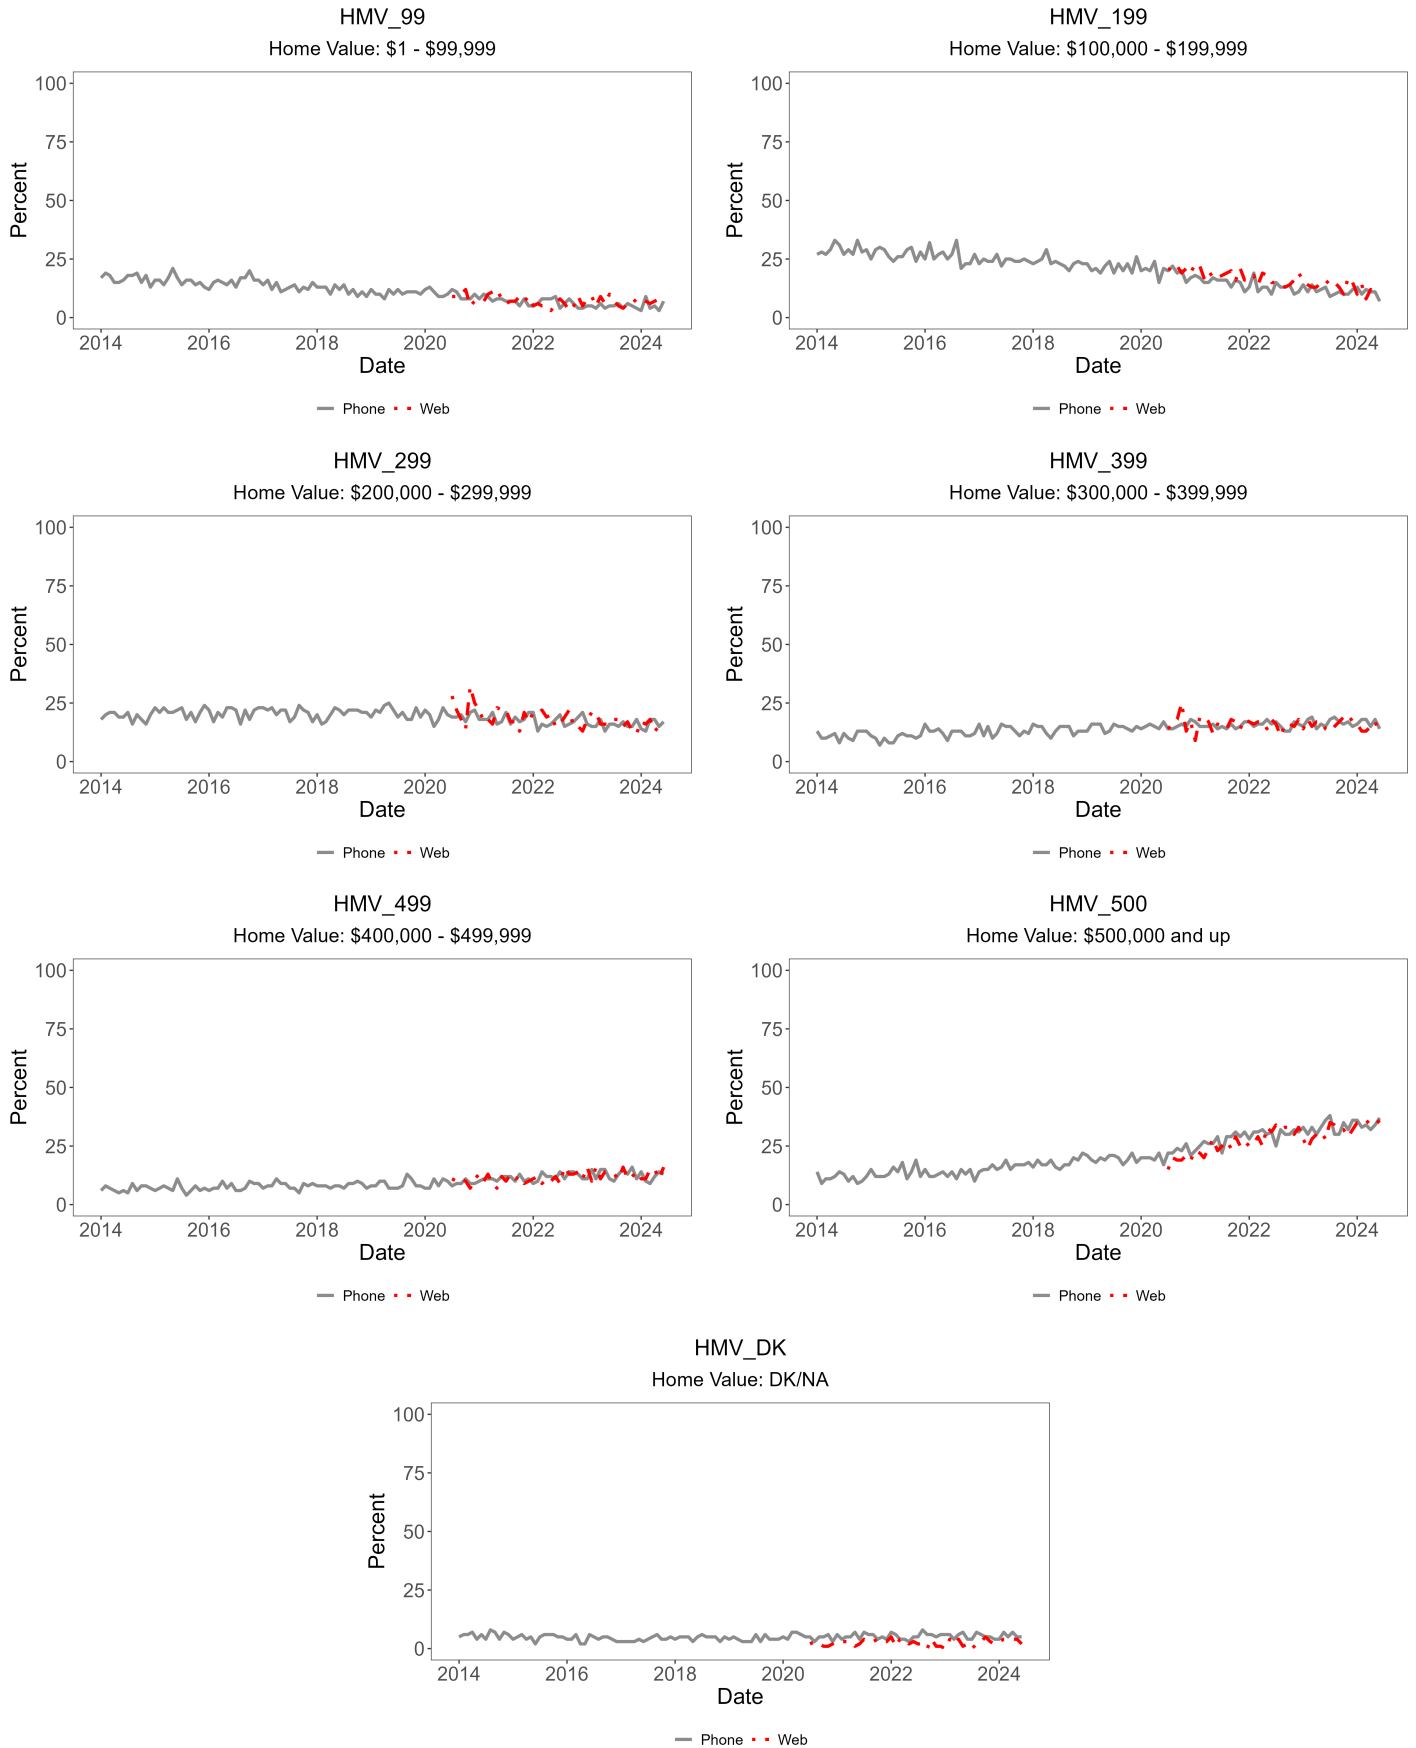 HMV_99
Home Value: $1 - $99,999
100
75
50
25
0
Percent
2014 2016 2018 2020 2022 2024
Date
Phone Web
HMV_199
Home Value: $100,000 - $199,999
100
75
50
25
0
Percent
2014 2016 2018 2020 2022 2024
Date
Phone Web
HMV_299
Home Value: $200,000 - $299,999
100
75
50
25
0
Percent
2014 2016 2018 2020 2022 2024
Date
Phone Web
HMV_399
Home Value: $300,000 - $399,999
100
75
50
25
0
Percent
2014 2016 2018 2020 2022 2024
Date
Phone Web
HMV_499
Home Value: $400,000 - $499,999
100
75
50
25
0
Percent
2014 2016 2018 2020 2022 2024
Date
Phone Web
HMV_500
Home Value: $500,000 and up
100
75
50
25
0
Percent
2014 2016 2018 2020 2022 2024
Date
Phone Web
HMV_DK
Home Value: DK/NA
100
75
50
25
0
Percent
2014 2016 2018 2020 2022 2024
Date
Phone Web